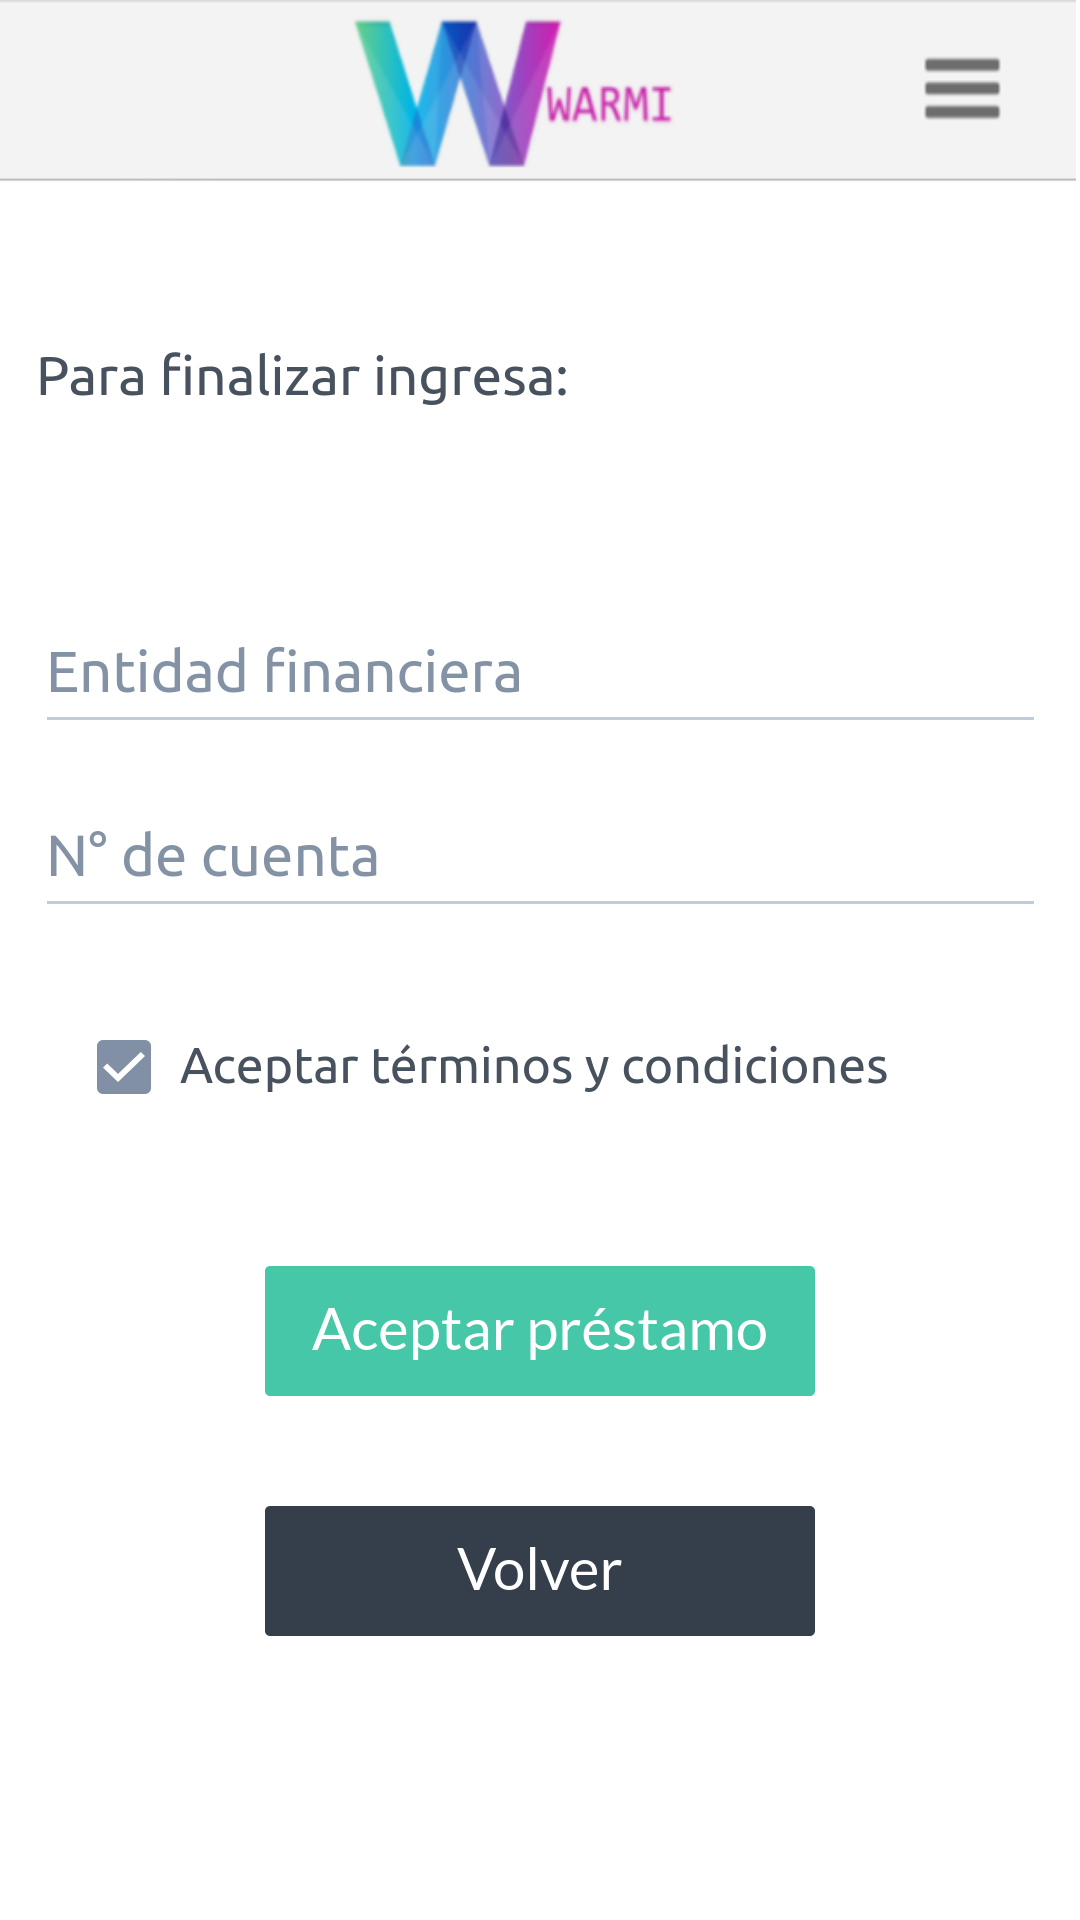 WARMI
Para finalizar ingresa:
Entidad financiera
N° de cuenta
Aceptar términos y condiciones
Aceptar préstamo
Volver